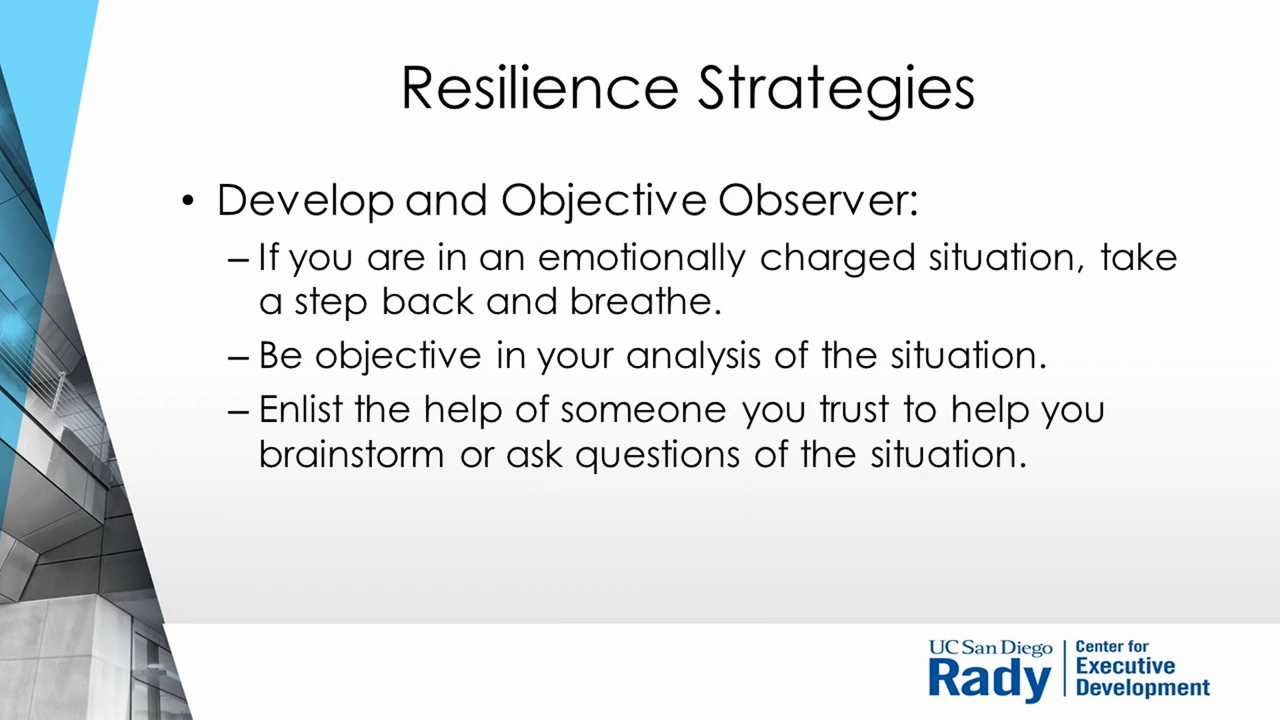 Resilience Strategies
• Develop and Objective Observer:
– If you are in an emotionally charged situation, take
a step back and breathe.
– Be objective in your analysis of the situation.
– Enlist the help of someone you trust to help you
brainstorm or ask questions of the situation.
UC San Diego
Rady
Center for
Executive
Development